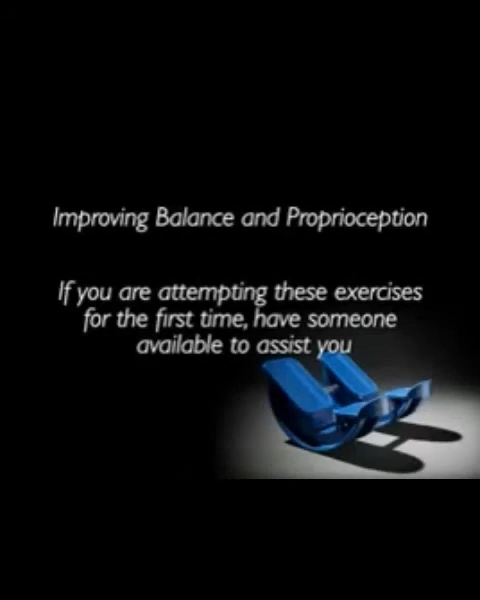 Improving Balance and Proprioception
If you are attempting these exercises
for the first time, have someone
available to assist you